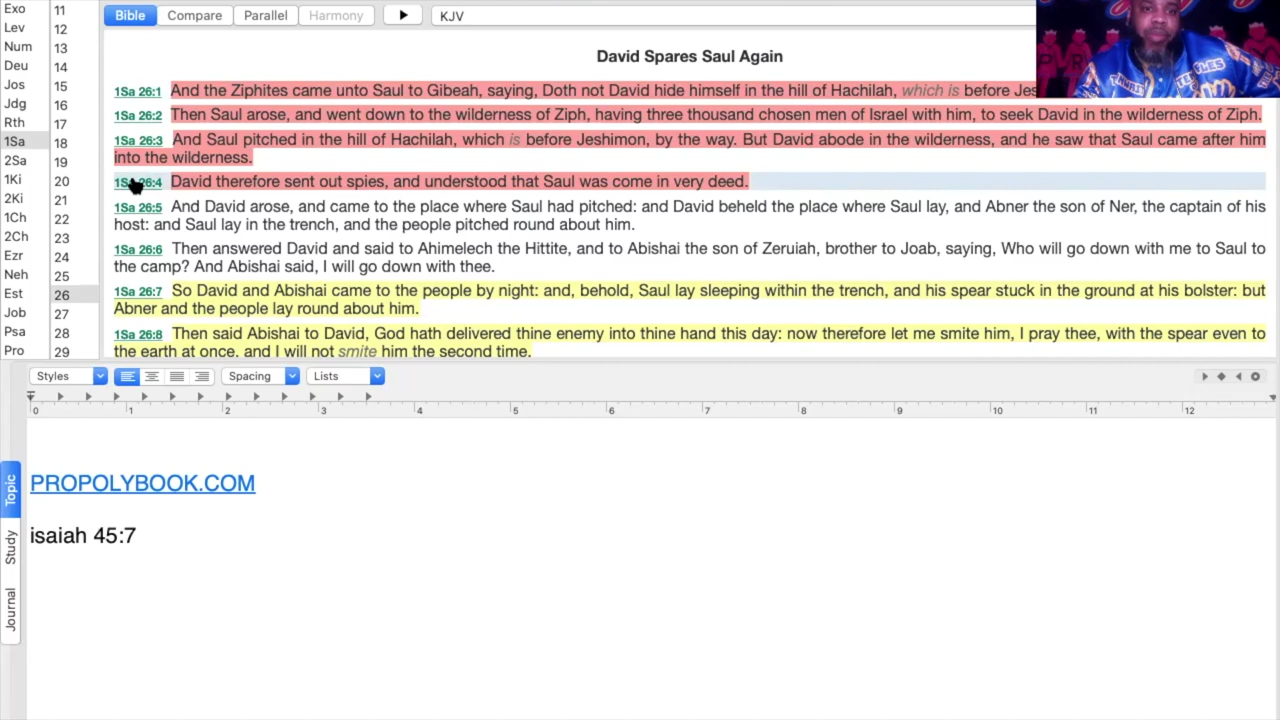 Exo
Lev
Num
Deu
Jos
Jdg
Rth
1Sa
2Sa
1Ki
2Ki
1Ch
2Ch
Ezr
Neh
Est
Job
Psa
Pro
11
12
13
14
15
16
17
18
19
20
21
22
23
24
25
26
27
28
29
Bible Compare Parallel Harmony KJV
David Spares Saul Again
1Sa 26:1 And the Ziphites came unto Saul to Gibeah, saying, Doth not David hide himself in the hill of Hachilah, which is before
1Sa 26:2 Then Saul arose, and went down to the wilderness of Ziph, having three thousand chosen men of Israel with him, to seek David in the wilderness of Ziph.
1Sa 26:3 And Saul pitched in the hill of Hachilah, which is before Jeshimon, by the way. But David abode in the wilderness, and he saw that Saul came after him
into the wilderness.
1Sa 26:4 David therefore sent out spies, and understood that Saul was come in very deed.
1Sa 26:5 And David arose, and came to the place where Saul had pitched: and David beheld the place where Saul lay, and Abner the son of Ner, the captain of his
host: and Saul lay in the trench, and the people pitched round about him.
1Sa 26:6 Then answered David and said to Ahimelech the Hittite, and to Abishai the son of Zeruiah, brother to Joab, saying, Who will go down with me to Saul to
the camp? And Abishai said, I will go down with thee.
1Sa 26:7 So David and Abishai came to the people by night: and, behold, Saul lay sleeping within the trench, and his spear stuck in the ground at his bolster: but
Abner and the people lay round about him.
1Sa 26:8 Then said Abishai to David, God hath delivered thine enemy into thine hand this day: now therefore let me smite him, I pray thee, with the spear even to
the earth at once, and I will not smite him the second time.
Styles Spacing Lists
0 1 2 3 4 5 6 7 8 9 10 11 12
Topic
Study
Journal
PROPOLYBOOK.COM
isaiah 45:7